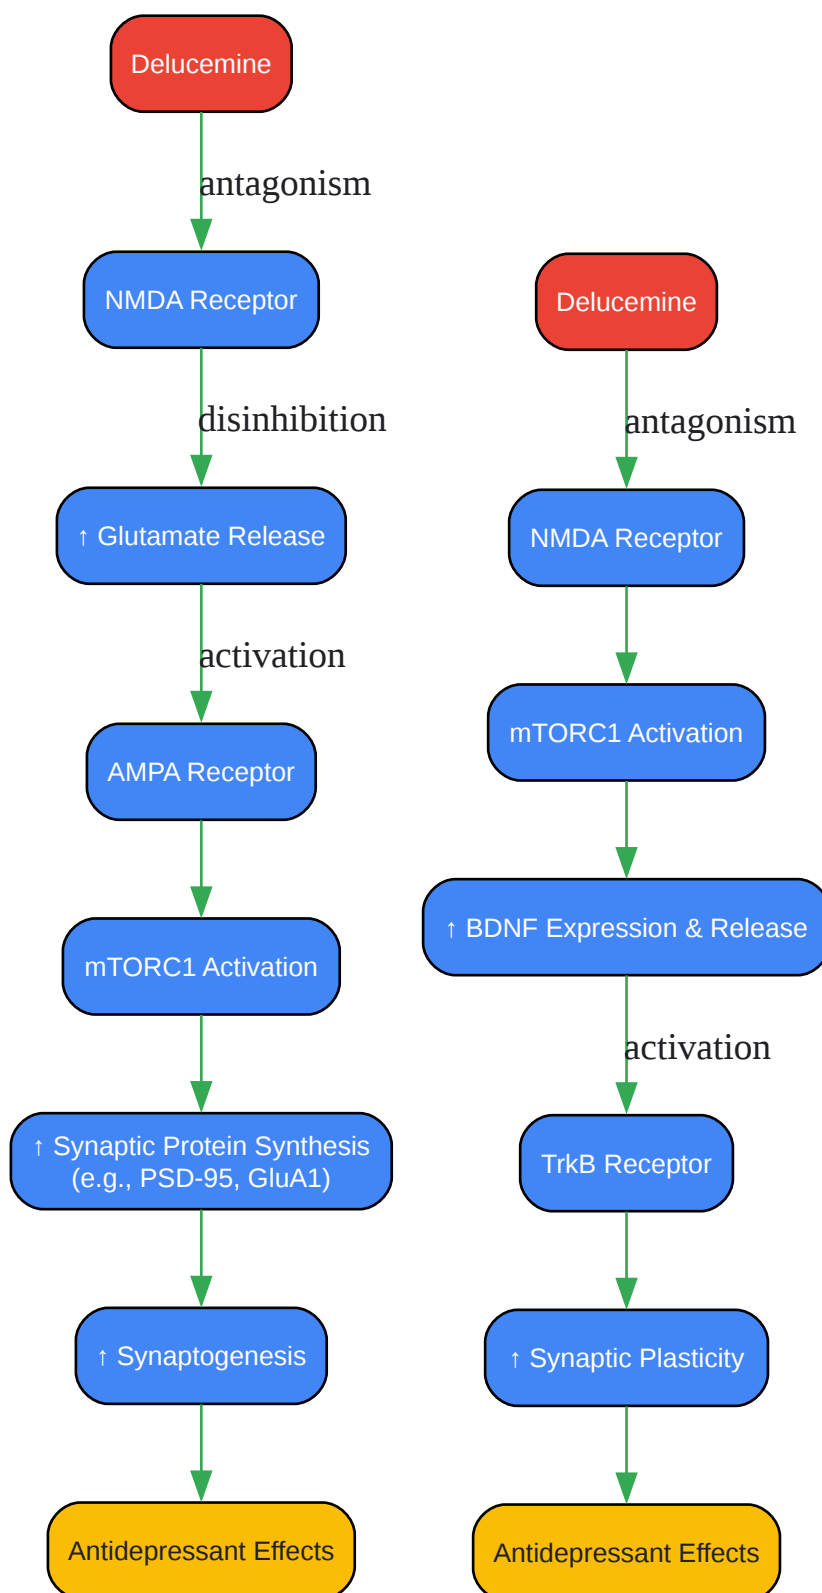 Delucemine
antagonism
NMDA Receptor
disinhibition
↑ Glutamate Release
activation
AMPA Receptor
mTORC1 Activation
↑ Synaptic Protein Synthesis
(e.g., PSD-95, GluA1)
↑ Synaptogenesis
Antidepressant Effects
Delucemine
antagonism
NMDA Receptor
mTORC1 Activation
↑ BDNF Expression & Release
activation
TrkB Receptor
↑ Synaptic Plasticity
Antidepressant Effects